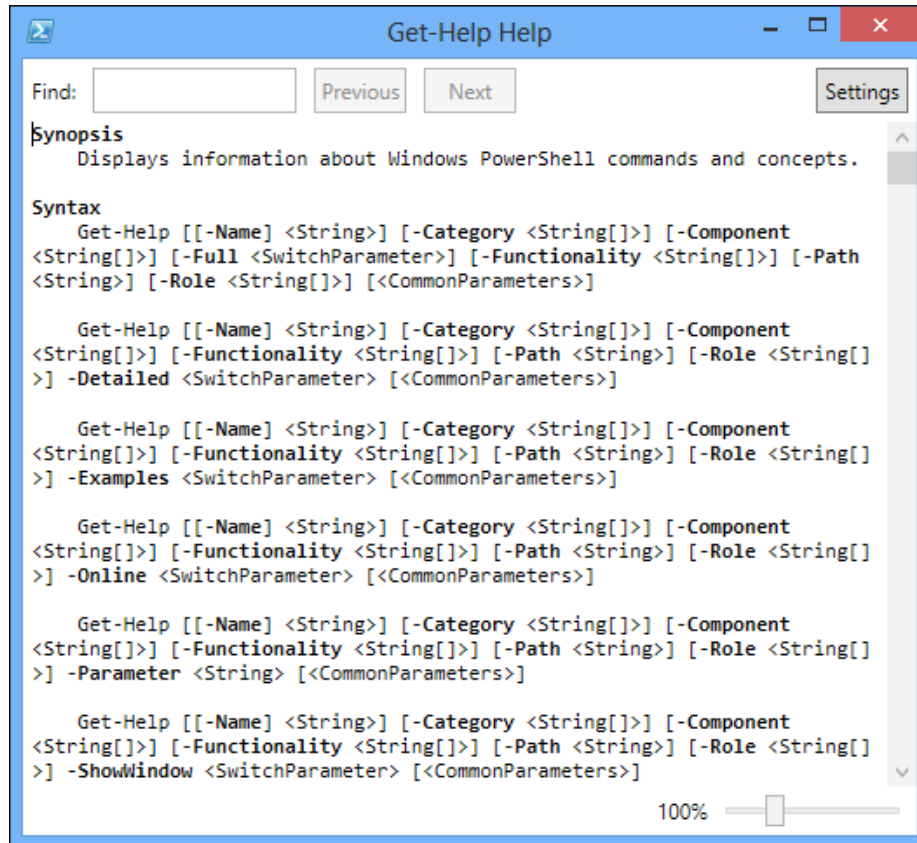 Get-Help Help
Find: Previous Next Settings
Synopsis
Displays information about Windows PowerShell commands and concepts.
Syntax
Get-Help [[-Name] <String>] [-Category <String[]>] [-Component
<String[]>] [-Full <SwitchParameter>] [-Functionality <String[]>] [-Path
<String>] [-Role <String[]>] [<CommonParameters>]
Get-Help [[-Name] <String>] [-Category <String[]>] [-Component
<String[]>] [-Functionality <String[]>] [-Path <String>] [-Role <String[]
>] -Detailed <SwitchParameter> [<CommonParameters>]
Get-Help [[-Name] <String>] [-Category <String[]>] [-Component
<String[]>] [-Functionality <String[]>] [-Path <String>] [-Role <String[]
>] -Examples <SwitchParameter> [<CommonParameters>]
Get-Help [[-Name] <String>] [-Category <String[]>] [-Component
<String[]>] [-Functionality <String[]>] [-Path <String>] [-Role <String[]
>] -Online <SwitchParameter> [<CommonParameters>]
Get-Help [[-Name] <String>] [-Category <String[]>] [-Component
<String[]>] [-Functionality <String[]>] [-Path <String>] [-Role <String[]
>] -Parameter <String> [<CommonParameters>]
Get-Help [[-Name] <String>] [-Category <String[]>] [-Component
<String[]>] [-Functionality <String[]>] [-Path <String>] [-Role <String[]
>] -ShowWindow <SwitchParameter> [<CommonParameters>]
100%